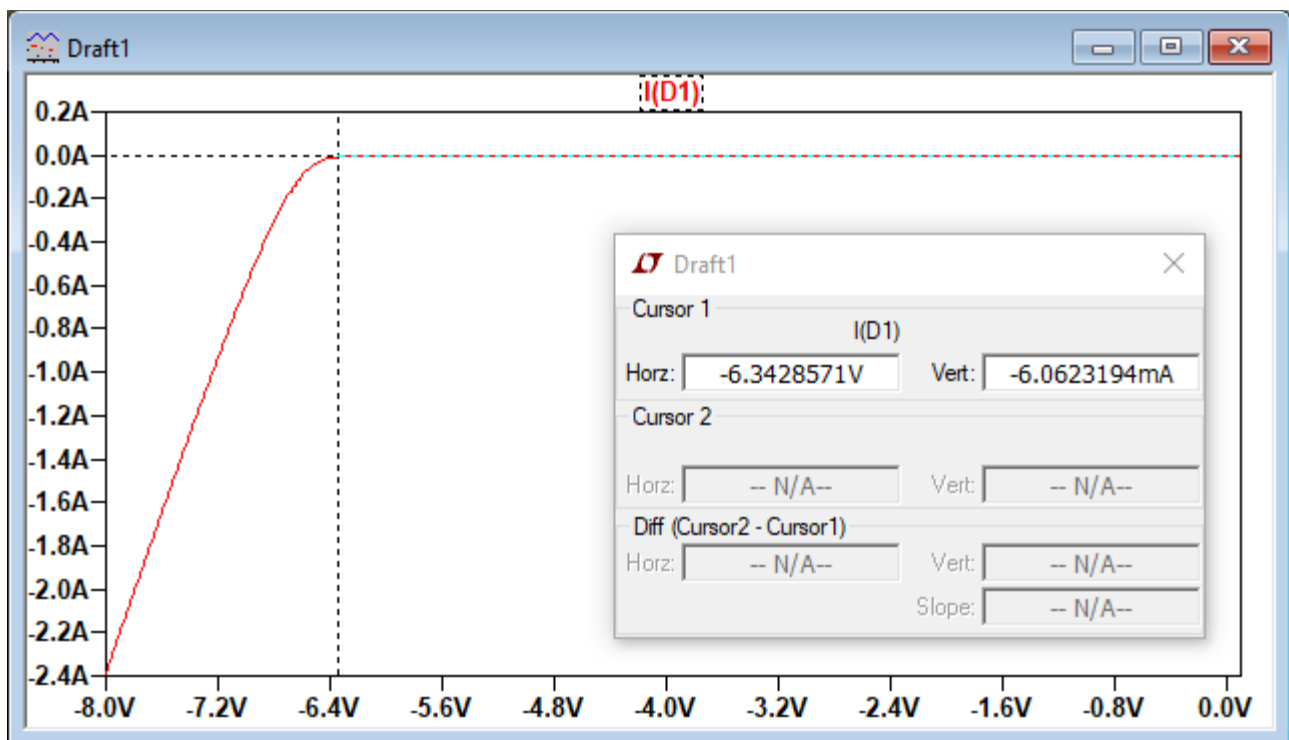 Draft1
I(D1)
0.2A
0.0A
-0.2A
-0.4A
-0.6A
-0.8A
-1.0A
-1.2A
-1.4A
-1.6A
-1.8A
-2.0A
-2.2A
-2.4A
-8.0V -7.2V -6.4V -5.6V -4.8V -4.0V -3.2V -2.4V -1.6V -0.8V 0.0V
Draft1
Cursor 1
I(D1)
Horz: -6.3428571V Vert: -6.0623194mA
Cursor 2
Horz: -- N/A-- Vert: -- N/A--
Diff (Cursor2 - Cursor1)
Horz: -- N/A-- Vert: -- N/A--
Slope: -- N/A--